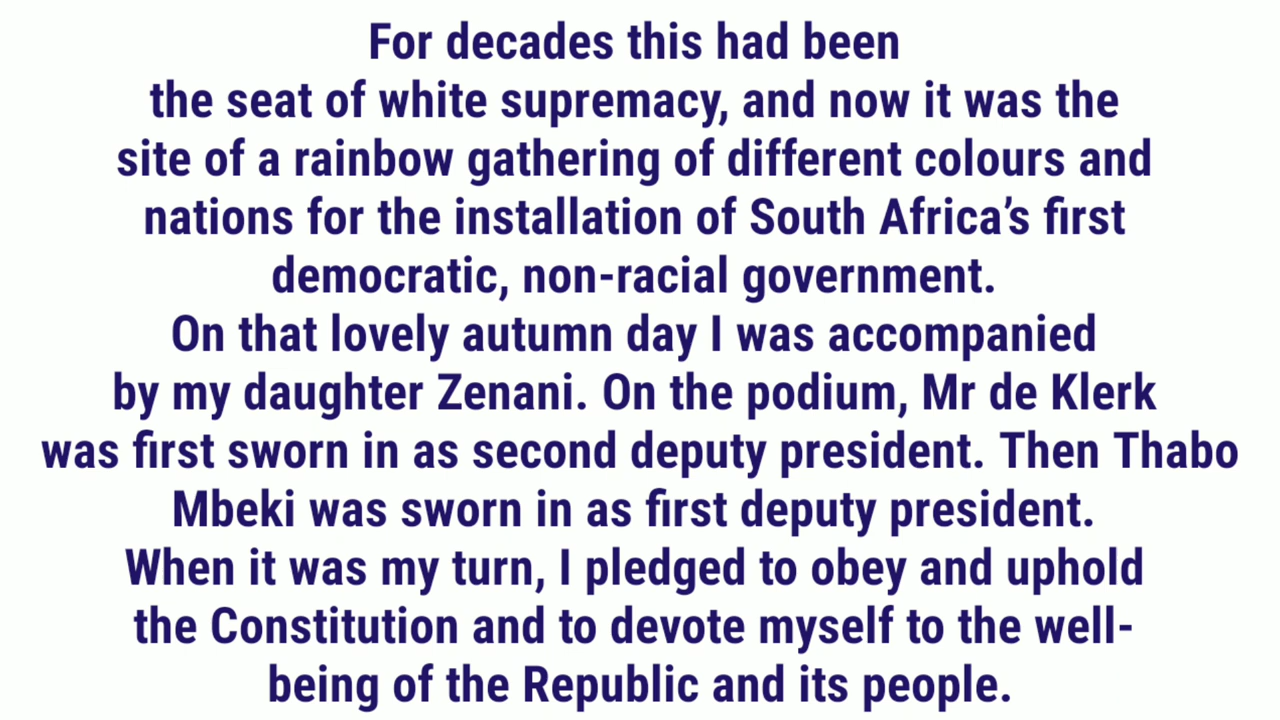 For decades this had been
the seat of white supremacy, and now it was the
site of a rainbow gathering of different colours and
nations for the installation of South Africa’s first
democratic, non-racial government.
On that lovely autumn day I was accompanied
by my daughter Zenani. On the podium, Mr de Klerk
was first sworn in as second deputy president. Then Thabo
Mbeki was sworn in as first deputy president.
When it was my turn, I pledged to obey and uphold
the Constitution and to devote myself to the well-
being of the Republic and its people.